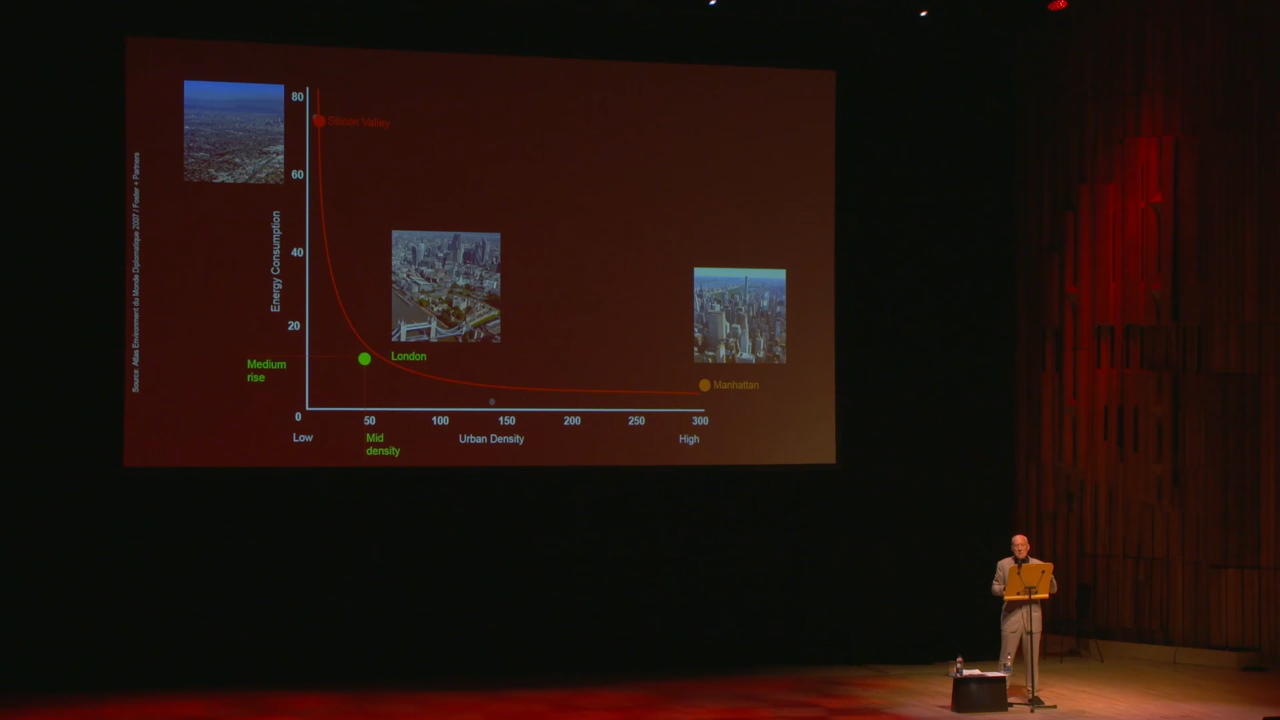 80
Silicon Valley
60
40
20
0
Energy Consumption
Source: Atlas Environment du Monde Diplomatique 2007 / Foster + Partners
London
Medium
rise
Manhattan
50
100
150
200
250
300
Low
Mid
density
Urban Density
High